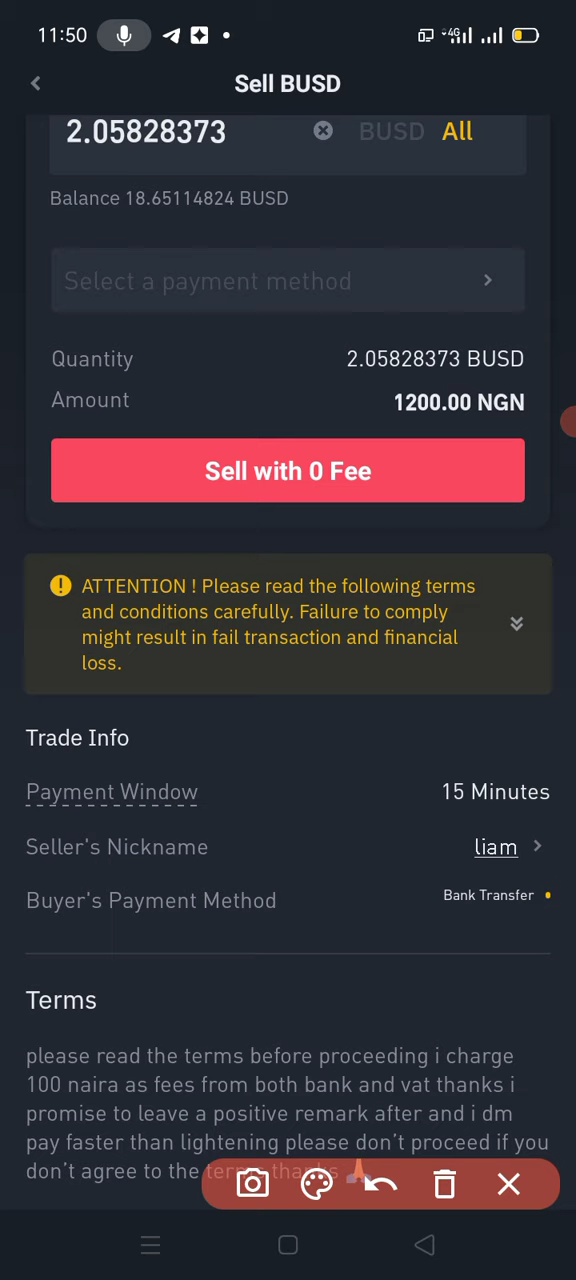 11:50
4G
Sell BUSD
2.05828373 BUSD All
Balance 18.65114824 BUSD
Select a payment method
Quantity 2.05828373 BUSD
Amount 1200.00 NGN
Sell with 0 Fee
ATTENTION ! Please read the following terms
and conditions carefully. Failure to comply
might result in fail transaction and financial
loss.
Trade Info
Payment Window 15 Minutes
Seller's Nickname liam
Buyer's Payment Method Bank Transfer
Terms
please read the terms before proceeding i charge
100 naira as fees from both bank and vat thanks i
promise to leave a positive remark after and i dm
pay faster than lightening please don't proceed if you
don't agree to the terms thanks